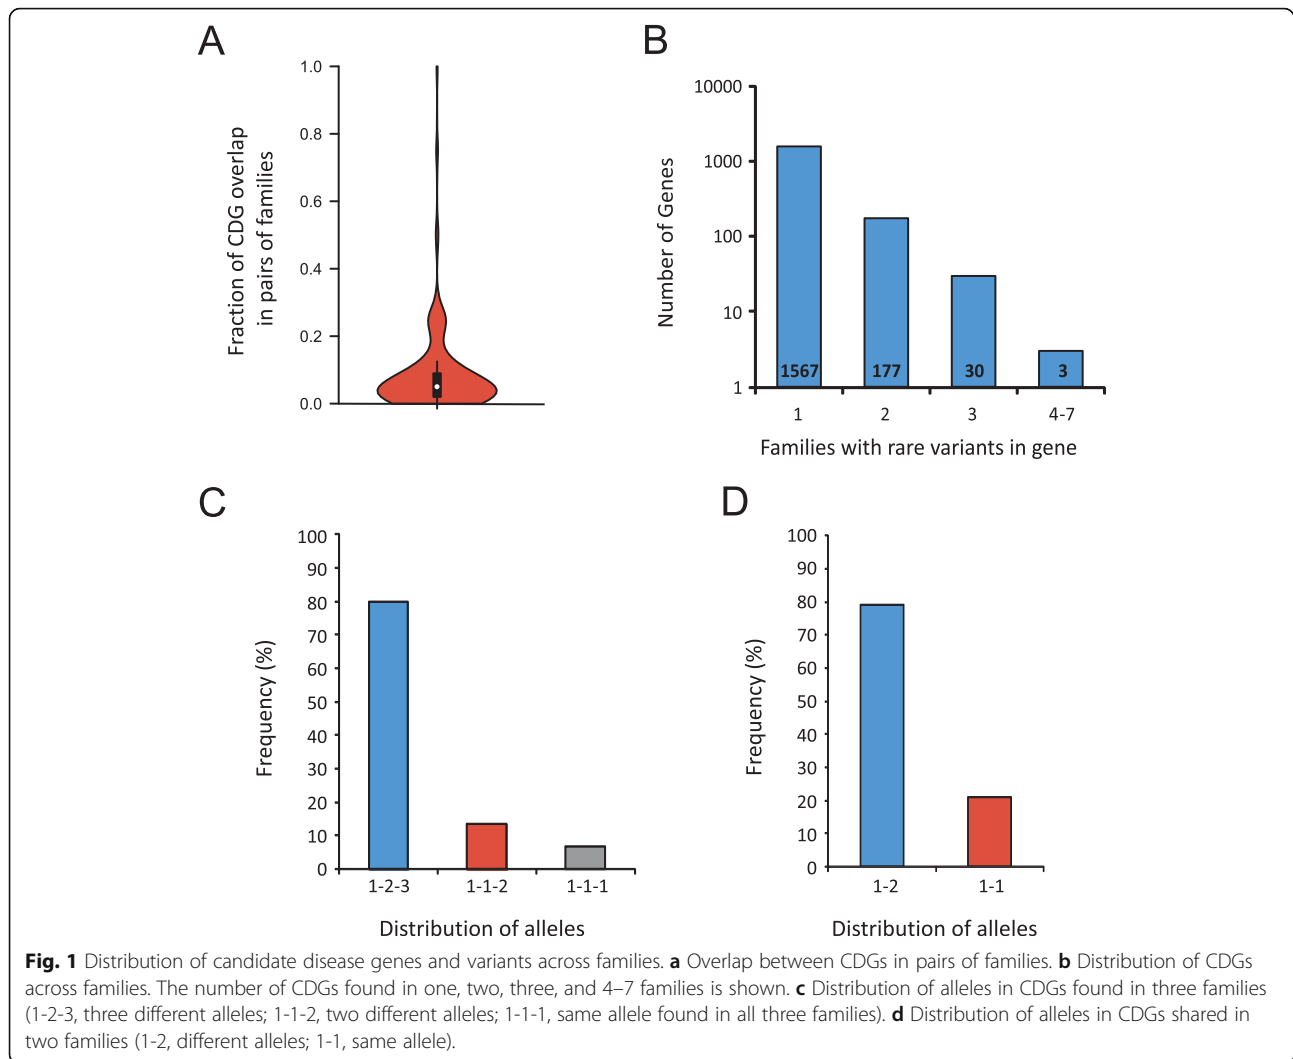 A
1.0
0.8
0.6
0.4
0.2
0.0
Fraction of CDG overlap
in pairs of families
B
10000
1000
100
10
1
Number of Genes
1567
177
30
3
1
2
3
4-7
Families with rare variants in gene
C
100
90
80
70
60
50
40
30
20
10
0
Frequency (%)
1-2-3
1-1-2
1-1-1
Distribution of alleles
D
100
90
80
70
60
50
40
30
20
10
0
Frequency (%)
1-2
1-1
Distribution of alleles
Fig. 1 Distribution of candidate disease genes and variants across families. a Overlap between CDGs in pairs of families. b Distribution of CDGs
across families. The number of CDGs found in one, two, three, and 4–7 families is shown. c Distribution of alleles in CDGs found in three families
(1-2-3, three different alleles; 1-1-2, two different alleles; 1-1-1, same allele found in all three families). d Distribution of alleles in CDGs shared in
two families (1-2, different alleles; 1-1, same allele).